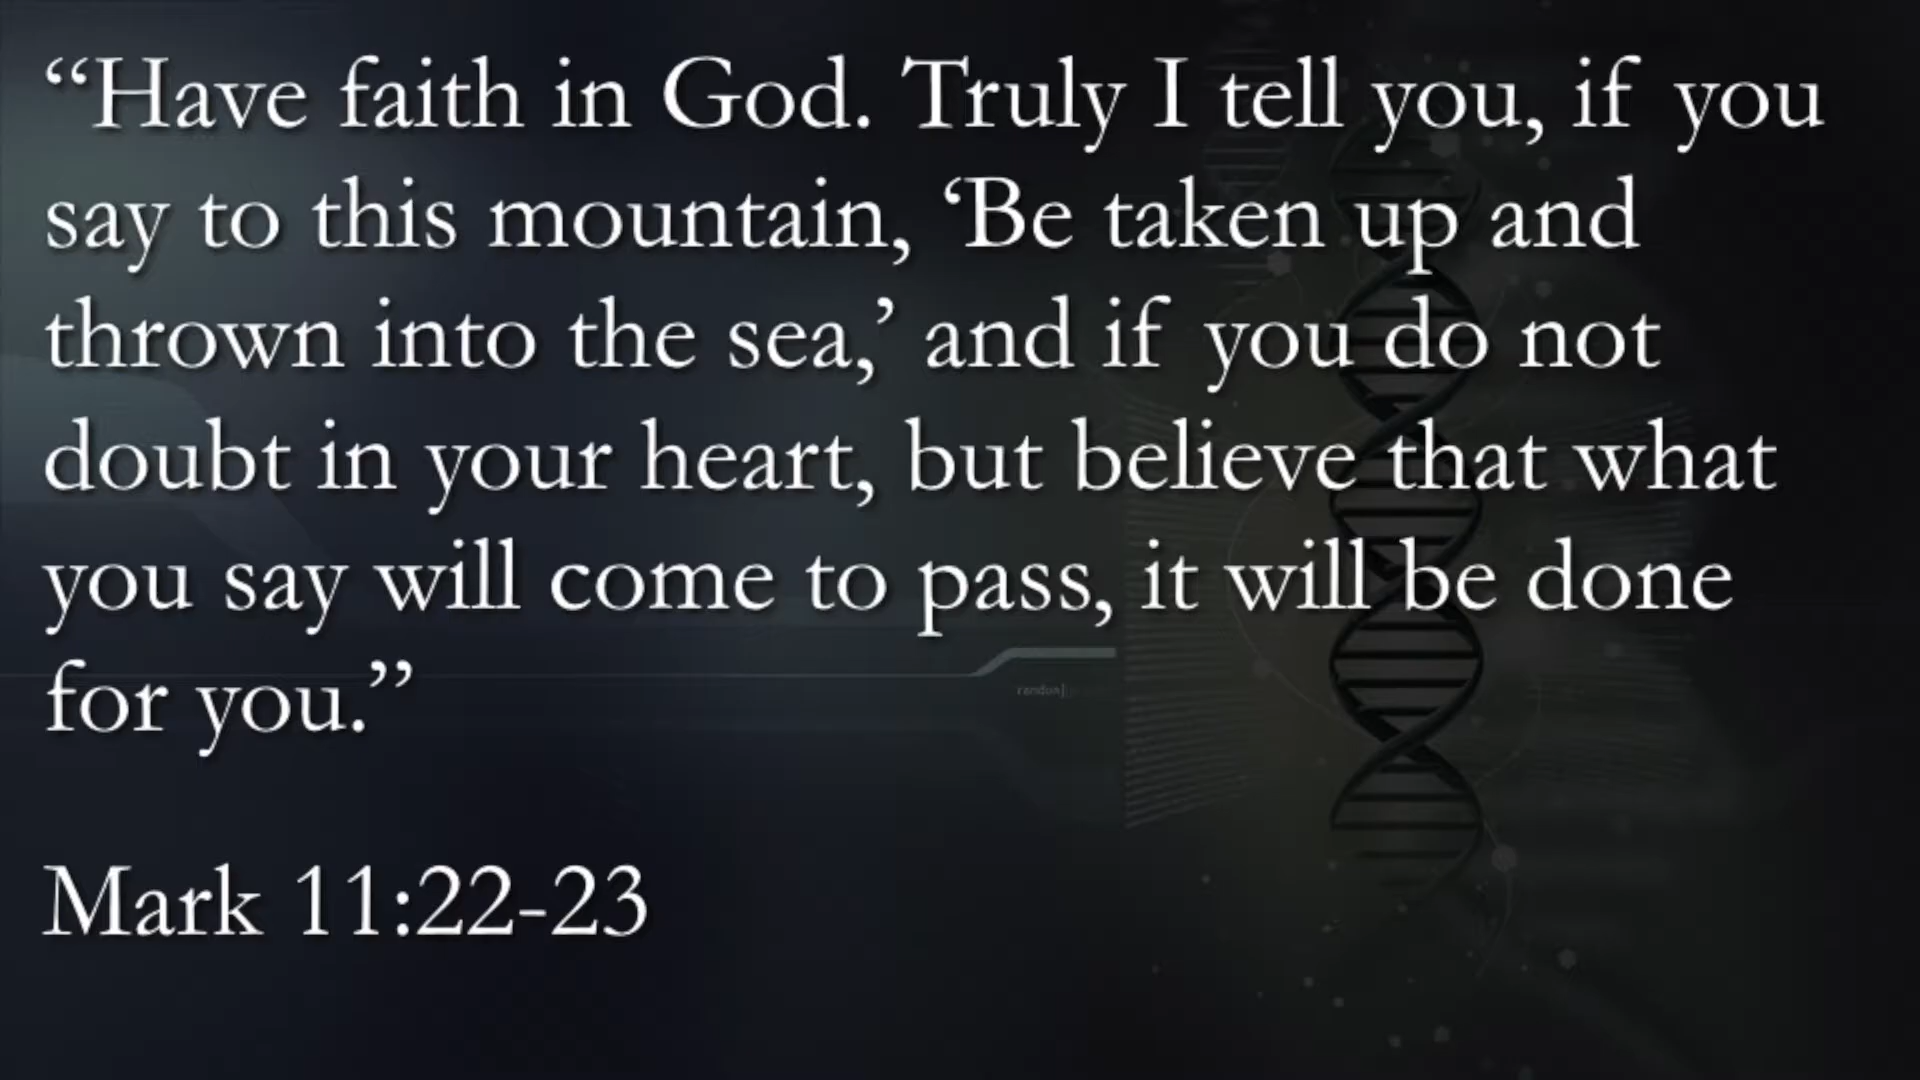 “Have faith in God. Truly I tell you, if you
say to this mountain, ‘Be taken up and
thrown into the sea,’ and if you do not
doubt in your heart, but believe that what
you say will come to pass, it will be done
for you.”
Mark 11:22-23